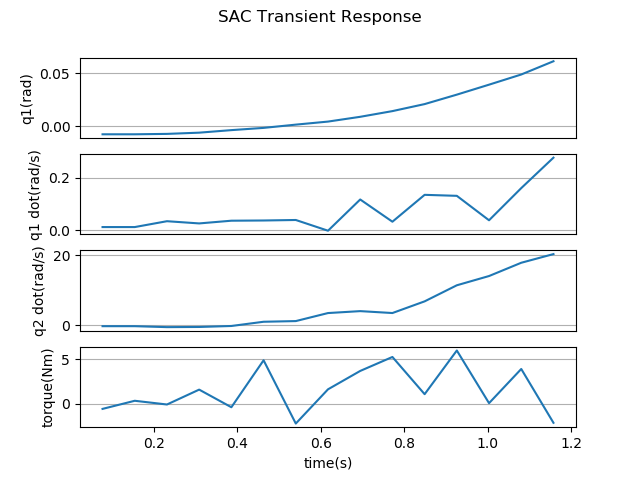 SAC Transient Response
q1(rad)
0.05
0.00
q1 dot(rad/s)
0.2
0.0
q2 dot(rad/s)
20
0
torque(Nm)
5
0
0.2 0.4 0.6 0.8 1.0 1.2
time(s)